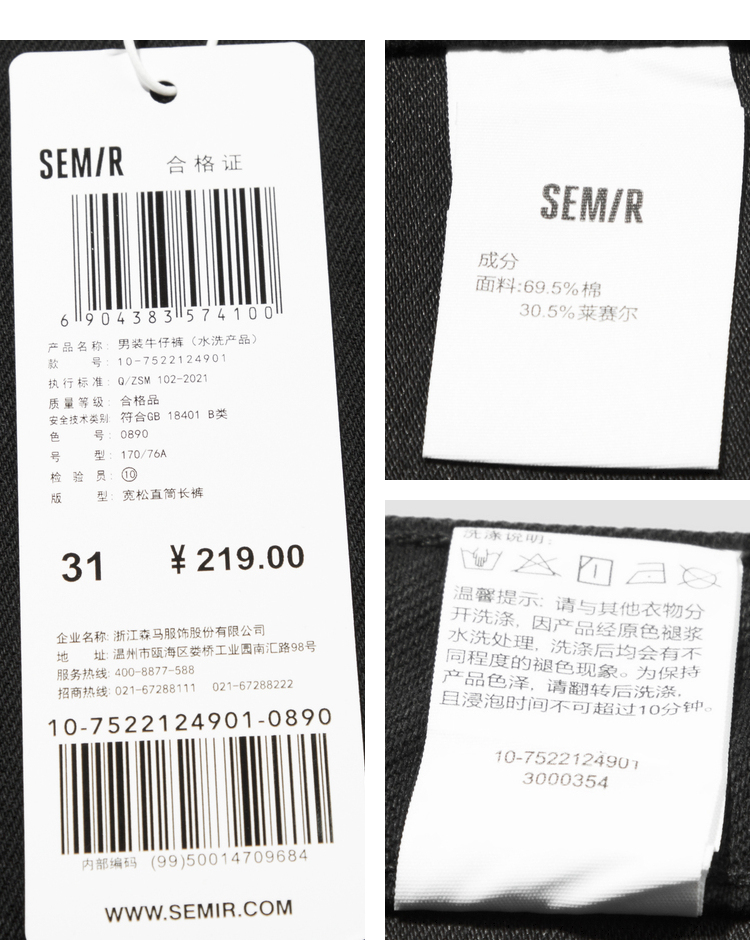 SEM/R 合格证
6 904383 574100
产品名称: 男装牛仔裤（水洗产品）
款 号: 10-7522124901
执行标准: Q/ZSM 102-2021
质量等级: 合格品
安全技术类别: 符合GB 18401 B类
色 号: 0890
号 型: 170/76A
检 验 员: ⑩
版 型: 宽松直筒长裤
31 ¥219.00
企业名称: 浙江森马服饰股份有限公司
地 址: 温州市瓯海区娄桥工业园南汇路98号
服务热线: 400-8877-588
招商热线: 021-67288111 021-67288222
10-7522124901-0890
内部编码 (99)50014709684
WWW.SEMIR.COM
SEM/R
成分
面料:69.5%棉
30.5%莱赛尔
洗涤说明:
温馨提示: 请与其他衣物分
开洗涤, 因产品经原色褪浆
水洗处理, 洗涤后均会有不
同程度的褪色现象。为保持
产品色泽, 请翻转后洗涤,
且浸泡时间不可超过10分钟。
10-7522124901
3000354